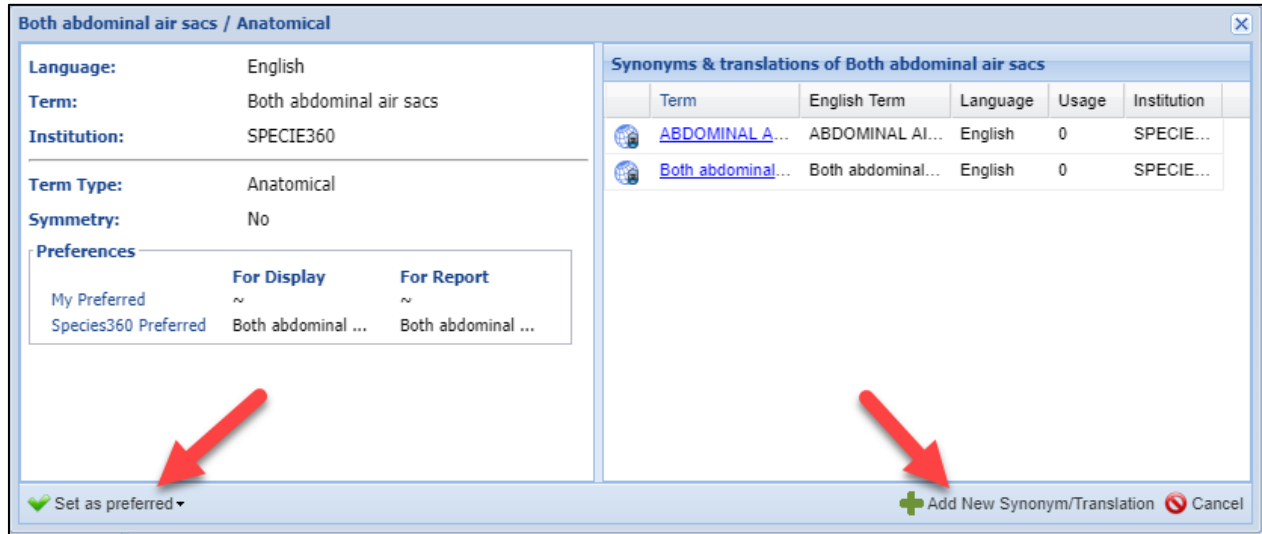 Both abdominal air sacs / Anatomical
Language: English
Term: Both abdominal air sacs
Institution: SPECIE360
Term Type: Anatomical
Symmetry: No
Preferences
For Display For Report
My Preferred ~ ~
Species360 Preferred Both abdominal ... Both abdominal ...
Set as preferred
Synonyms & translations of Both abdominal air sacs
Term English Term Language Usage Institution
ABDOMINAL A... ABDOMINAL AI... English 0 SPECIE...
Both abdominal... Both abdominal... English 0 SPECIE...
Add New Synonym/Translation Cancel